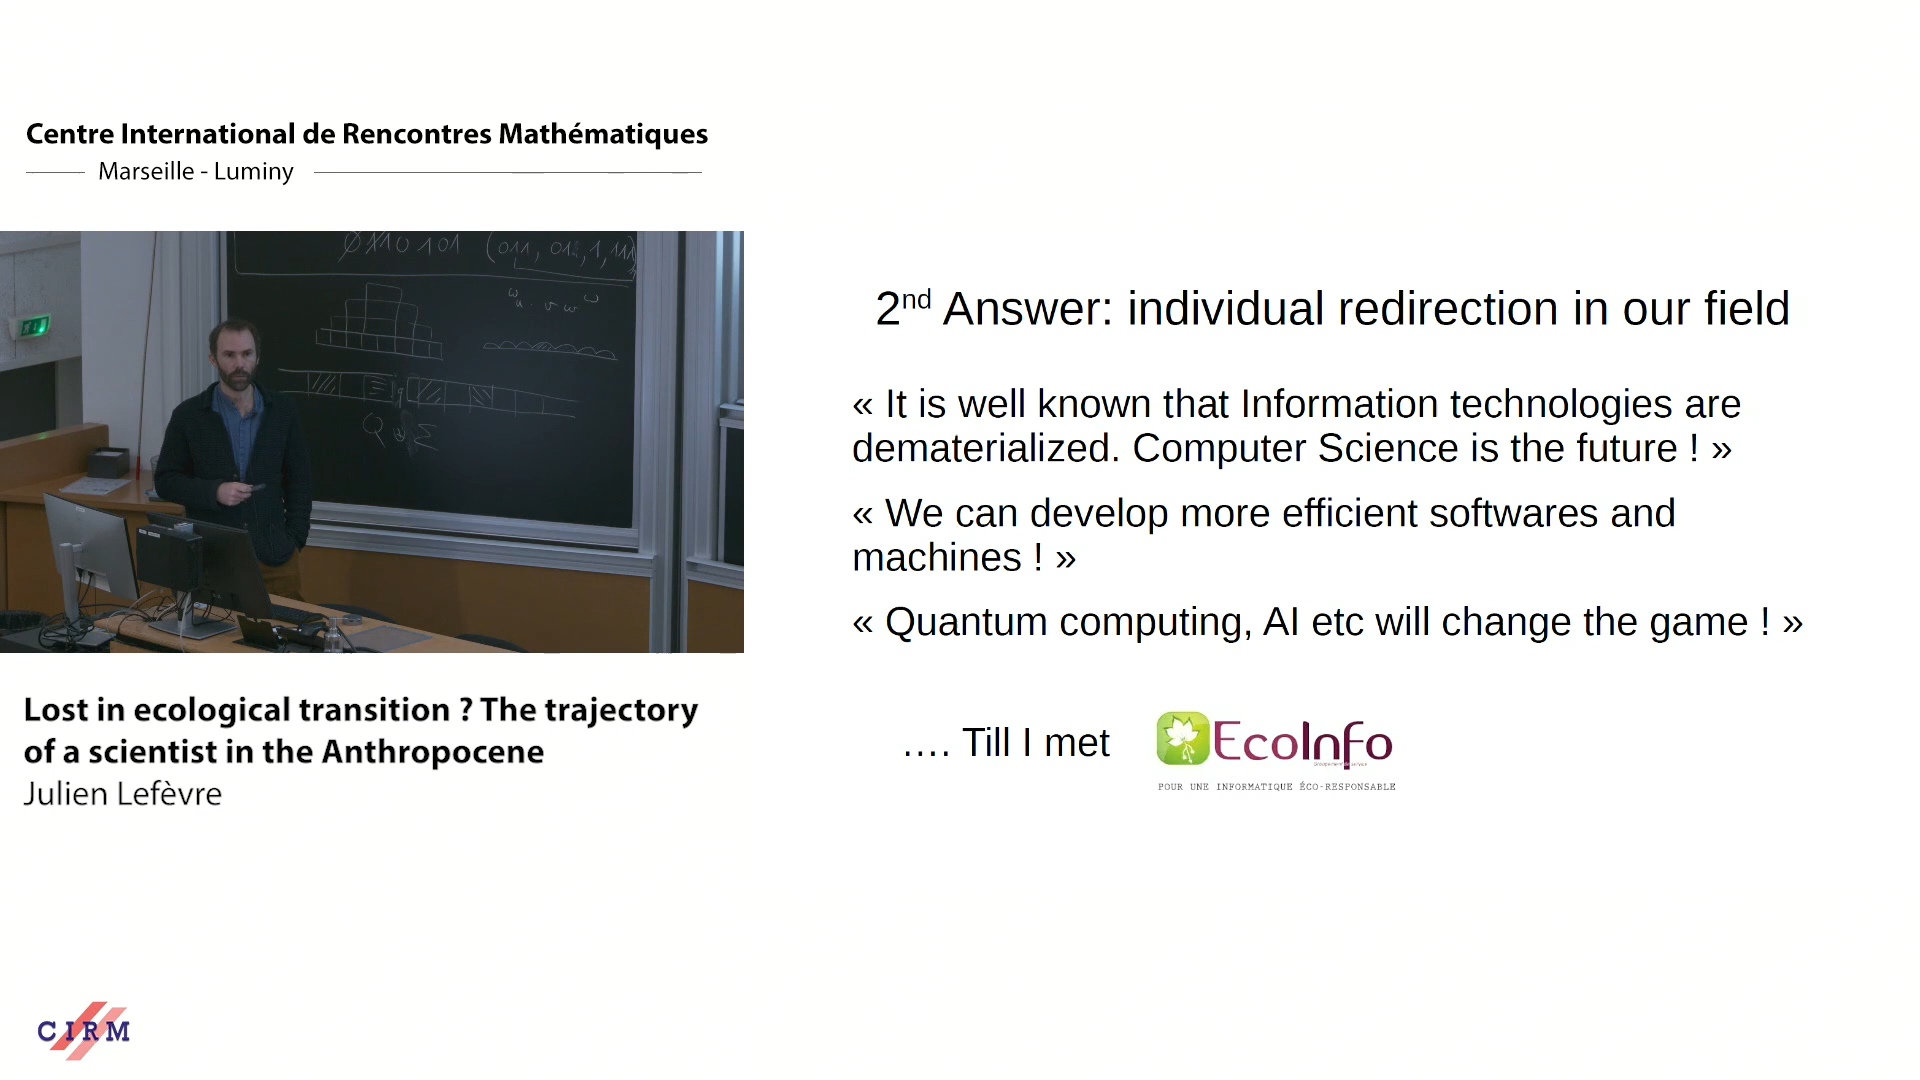 Centre International de Rencontres Mathématiques
Marseille - Luminy
Lost in ecological transition ? The trajectory
of a scientist in the Anthropocene
Julien Lefèvre
CIRM
2nd Answer: individual redirection in our field
« It is well known that Information technologies are
dematerialized. Computer Science is the future ! »
« We can develop more efficient softwares and
machines ! »
« Quantum computing, AI etc will change the game ! »
.... Till I met
EcoInfo
POUR UNE INFORMATIQUE ÉCO-RESPONSABLE